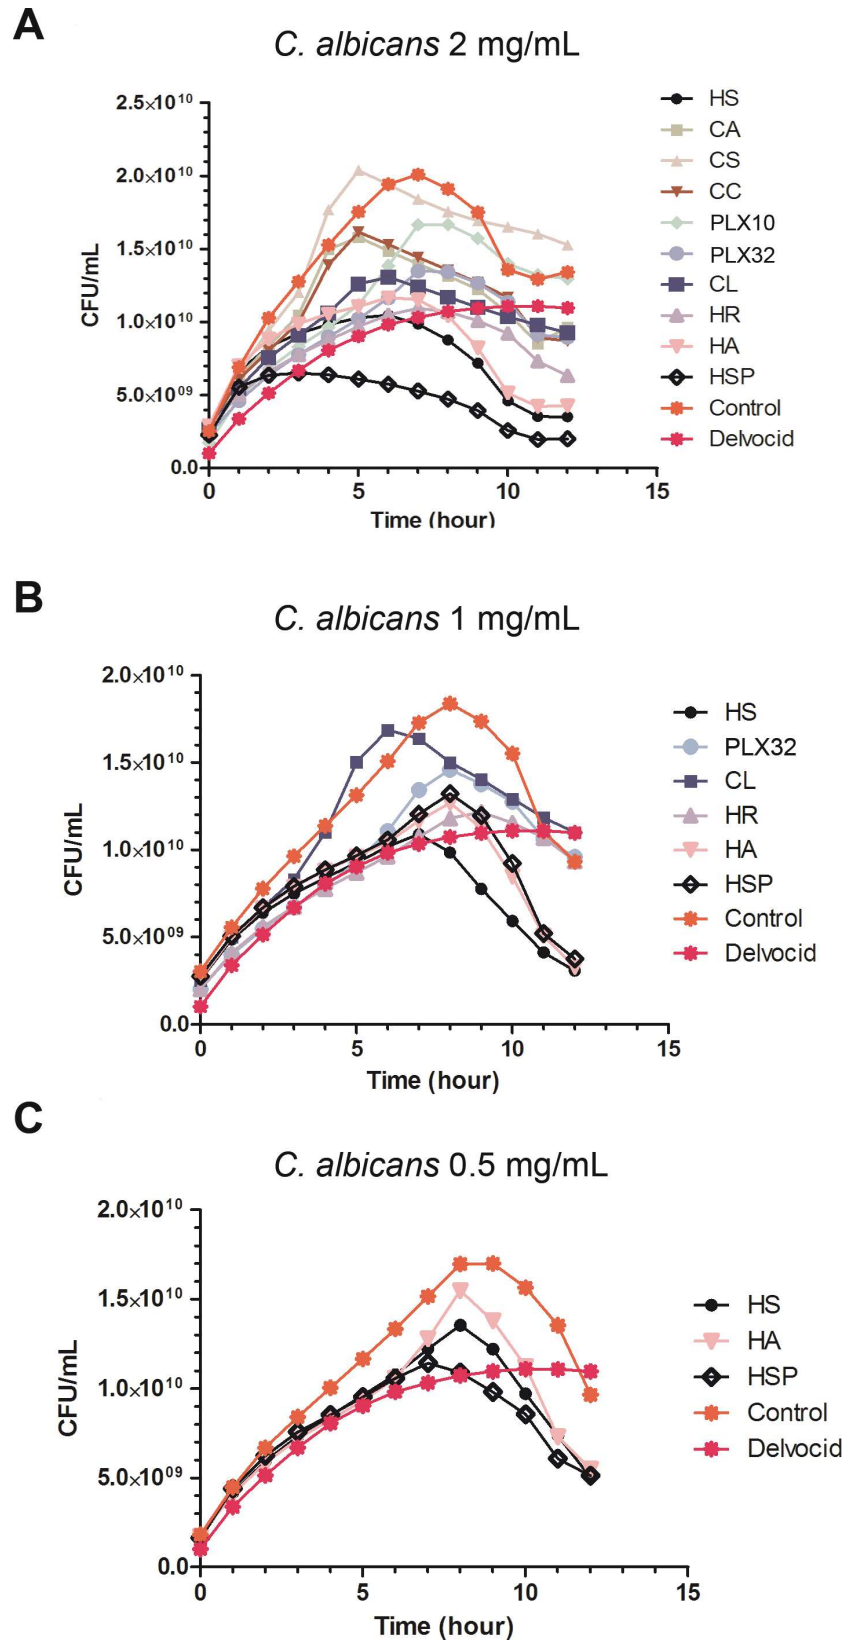 A
C. albicans 2 mg/mL
2.5×10¹⁰
2.0×10¹⁰
1.5×10¹⁰
1.0×10¹⁰
5.0×10⁰⁹
0.0
CFU/mL
0 5 10 15
Time (hour)
HS
CA
CS
CC
PLX10
PLX32
CL
HR
HA
HSP
Control
Delvocid
B
C. albicans 1 mg/mL
2.0×10¹⁰
1.5×10¹⁰
1.0×10¹⁰
5.0×10⁰⁹
0.0
CFU/mL
0 5 10 15
Time (hour)
HS
PLX32
CL
HR
HA
HSP
Control
Delvocid
C
C. albicans 0.5 mg/mL
2.0×10¹⁰
1.5×10¹⁰
1.0×10¹⁰
5.0×10⁰⁹
0.0
CFU/mL
0 5 10 15
Time (hour)
HS
HA
HSP
Control
Delvocid